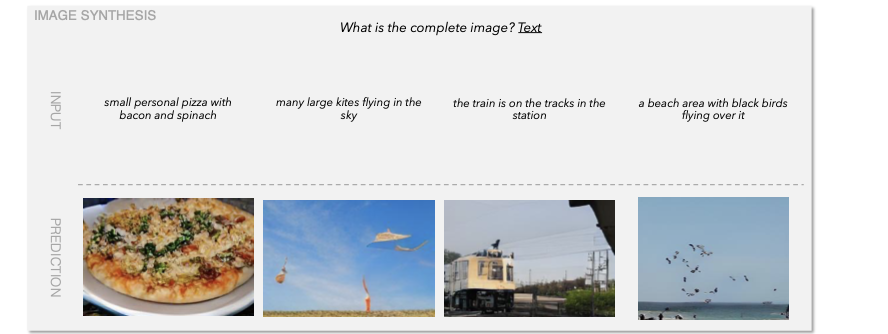 IMAGE SYNTHESIS
What is the complete image? Text
INPUT
small personal pizza with
bacon and spinach
many large kites flying in the
sky
the train is on the tracks in the
station
a beach area with black birds
flying over it
PREDICTION